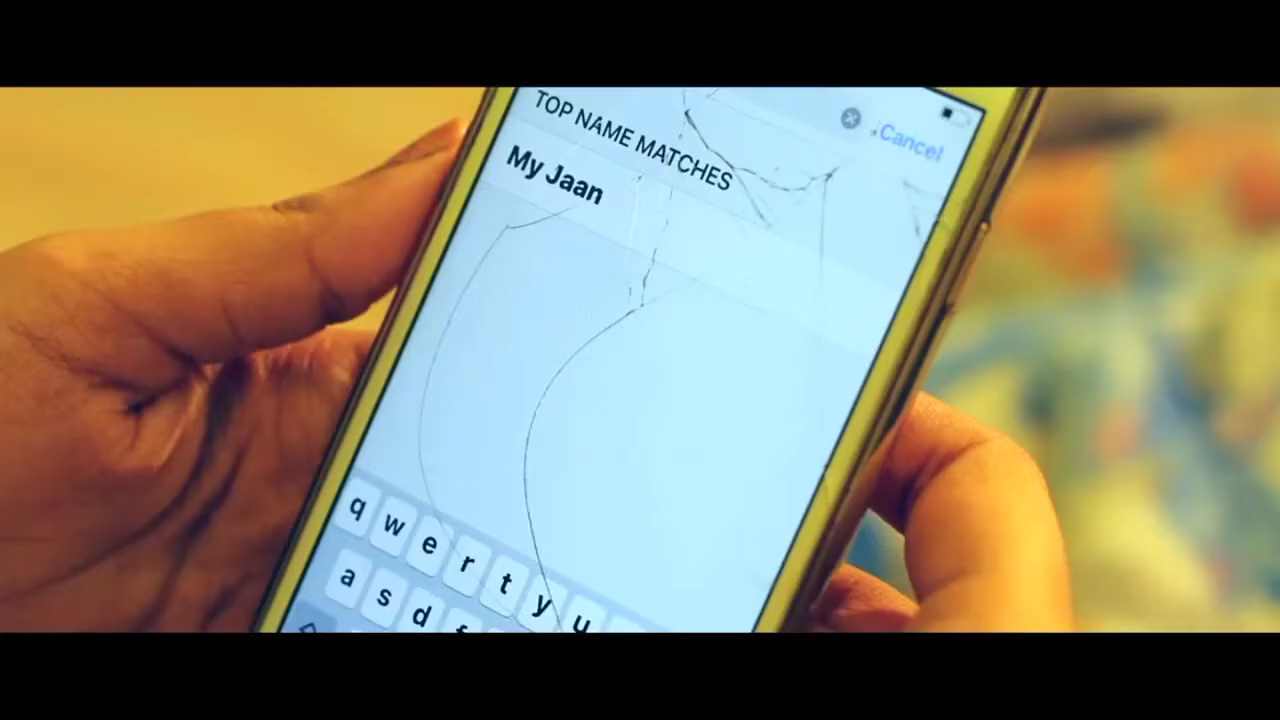 Cancel
TOP NAME MATCHES
My Jaan
q w e r t y u
a s d f